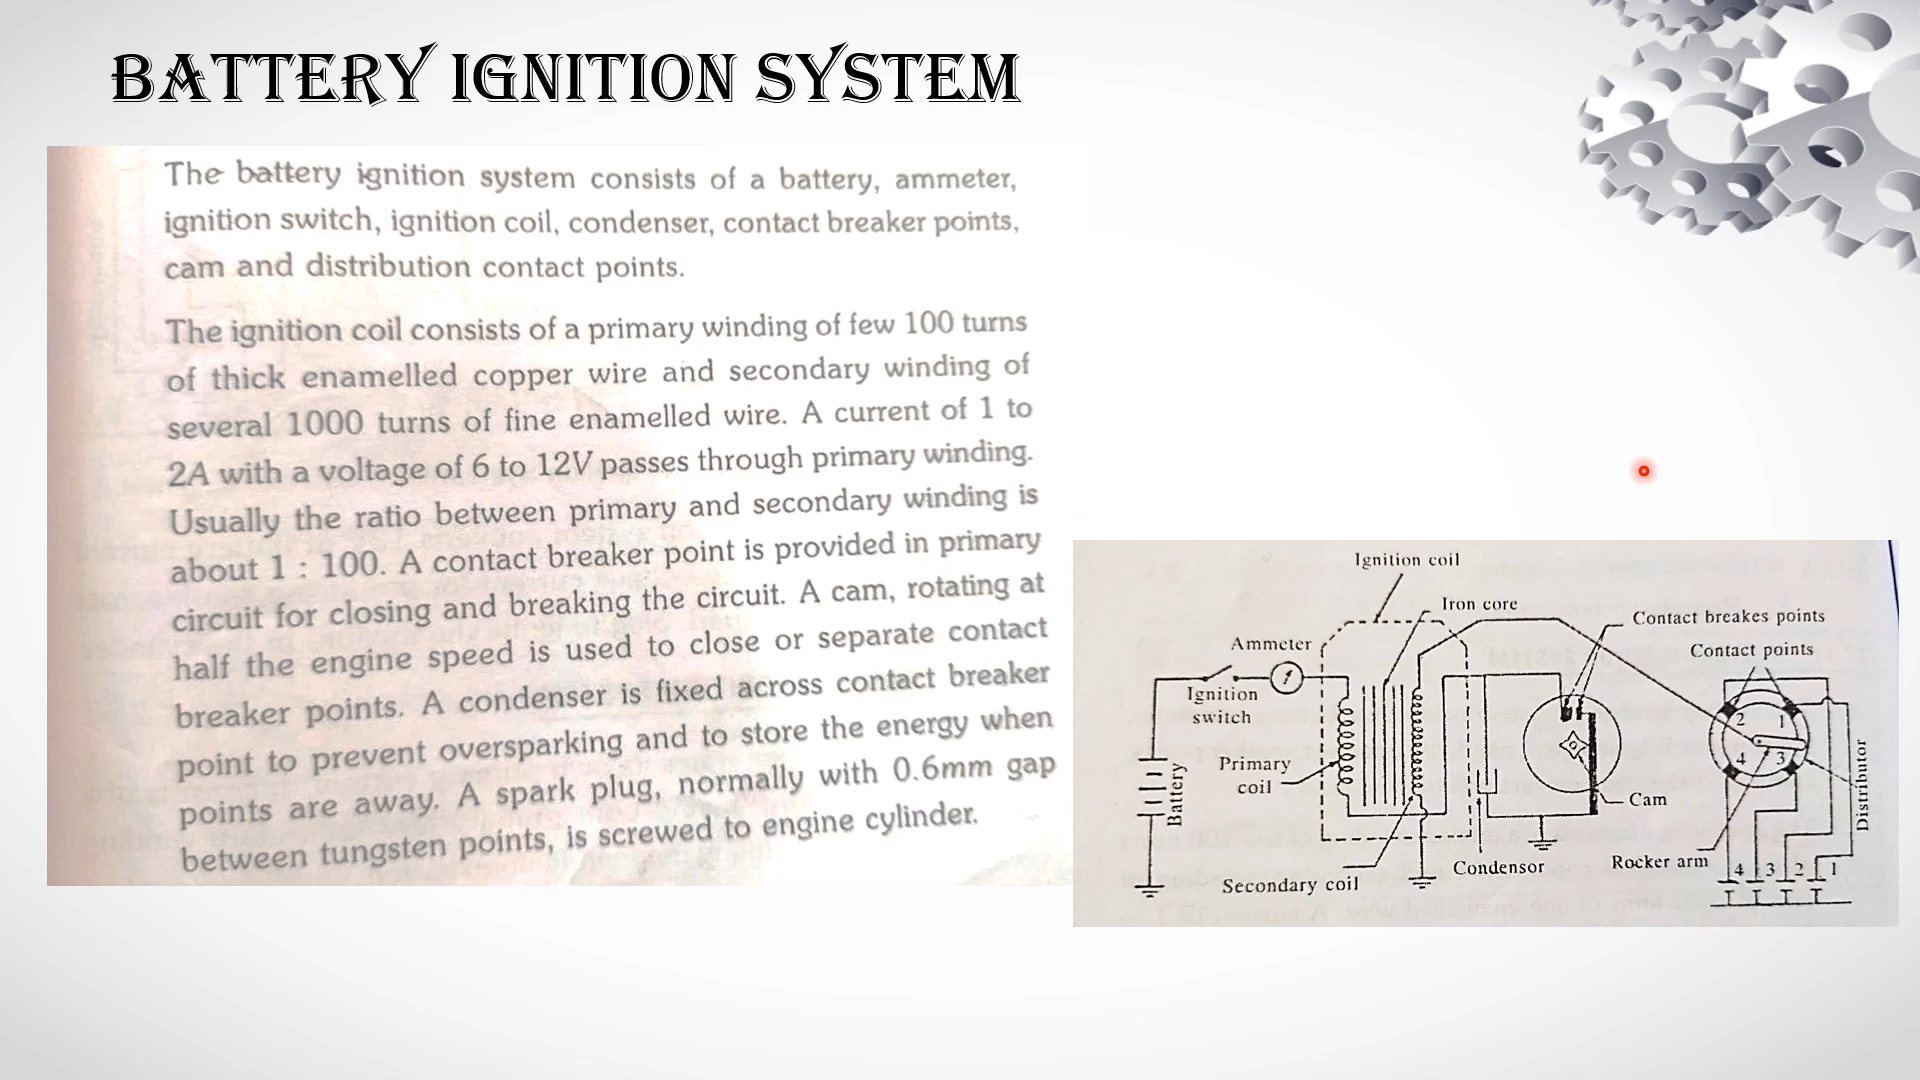 BATTERY IGNITION SYSTEM
The battery ignition system consists of a battery, ammeter,
ignition switch, ignition coil, condenser, contact breaker points,
cam and distribution contact points.
The ignition coil consists of a primary winding of few 100 turns
of thick enamelled copper wire and secondary winding of
several 1000 turns of fine enamelled wire. A current of 1 to
2A with a voltage of 6 to 12V passes through primary winding.
Usually the ratio between primary and secondary winding is
about 1 : 100. A contact breaker point is provided in primary
circuit for closing and breaking the circuit. A cam, rotating at
half the engine speed is used to close or separate contact
breaker points. A condenser is fixed across contact breaker
point to prevent oversparking and to store the energy when
points are away. A spark plug, normally with 0.6mm gap
between tungsten points, is screwed to engine cylinder.
Ignition coil
Iron core
Contact breakes points
Ammeter
Contact points
Ignition
switch
2 1
4 3
Primary
coil
Battery
Cam
Distributor
Rocker arm
Condensor
4 3 2 1
Secondary coil